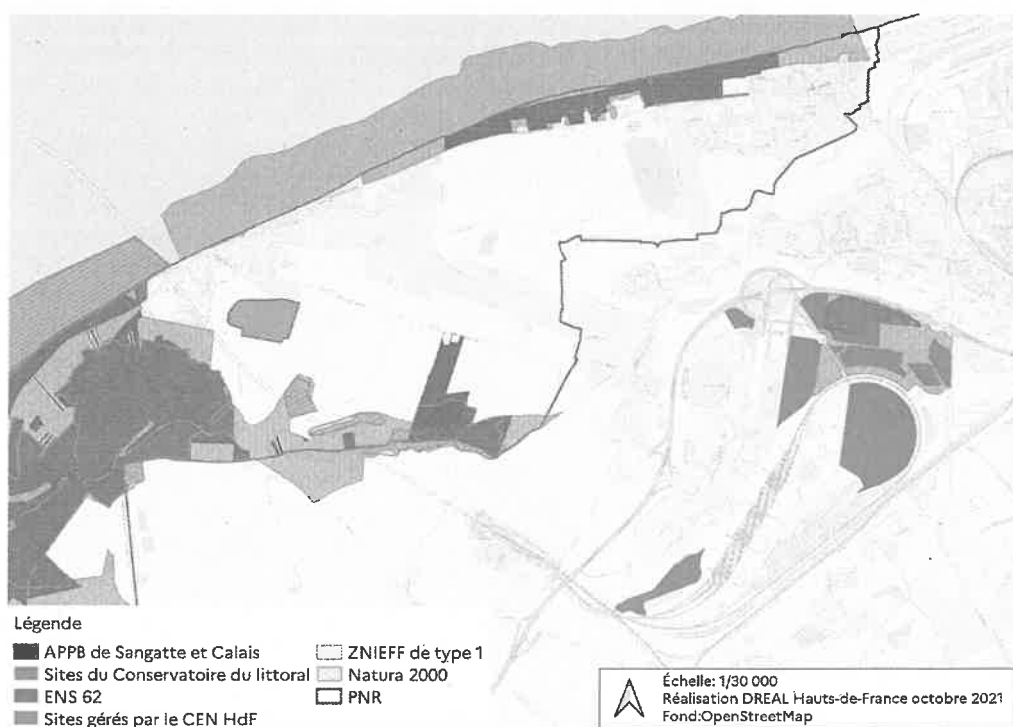 Légende
APPB de Sangatte et Calais
Sites du Conservatoire du littoral
ENS 62
Sites gérés par le CEN HdF
ZNIEFF de type 1
Natura 2000
PNR
Échelle: 1/30 000
Réalisation DREAL Hauts-de-France octobre 2021
Fond:OpenStreetMap